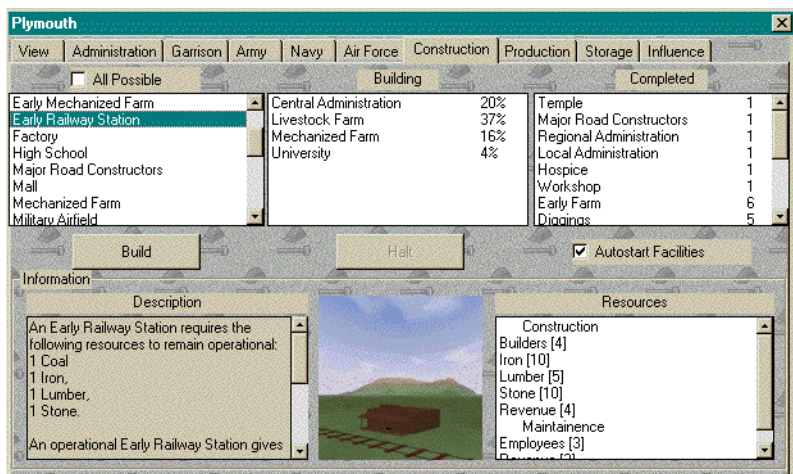 Plymouth
View Administration Garrison Army Navy Air Force Construction Production Storage Influence
All Possible Building Completed
Early Mechanized Farm
Early Railway Station
Factory
High School
Major Road Constructors
Mall
Mechanized Farm
Military Airfield
Central Administration 20%
Livestock Farm 37%
Mechanized Farm 16%
University 4%
Temple 1
Major Road Constructors 1
Regional Administration 1
Local Administration 1
Hospice 1
Workshop 1
Early Farm 6
Diggings 5
Build Halt Autostart Facilities
Information
Description
An Early Railway Station requires the
following resources to remain operational:
1 Coal
1 Iron,
1 Lumber,
1 Stone.
An operational Early Railway Station gives
Resources
Construction
Builders [4]
Iron [10]
Lumber [5]
Stone [10]
Revenue [4]
Maintainence
Employees [3]